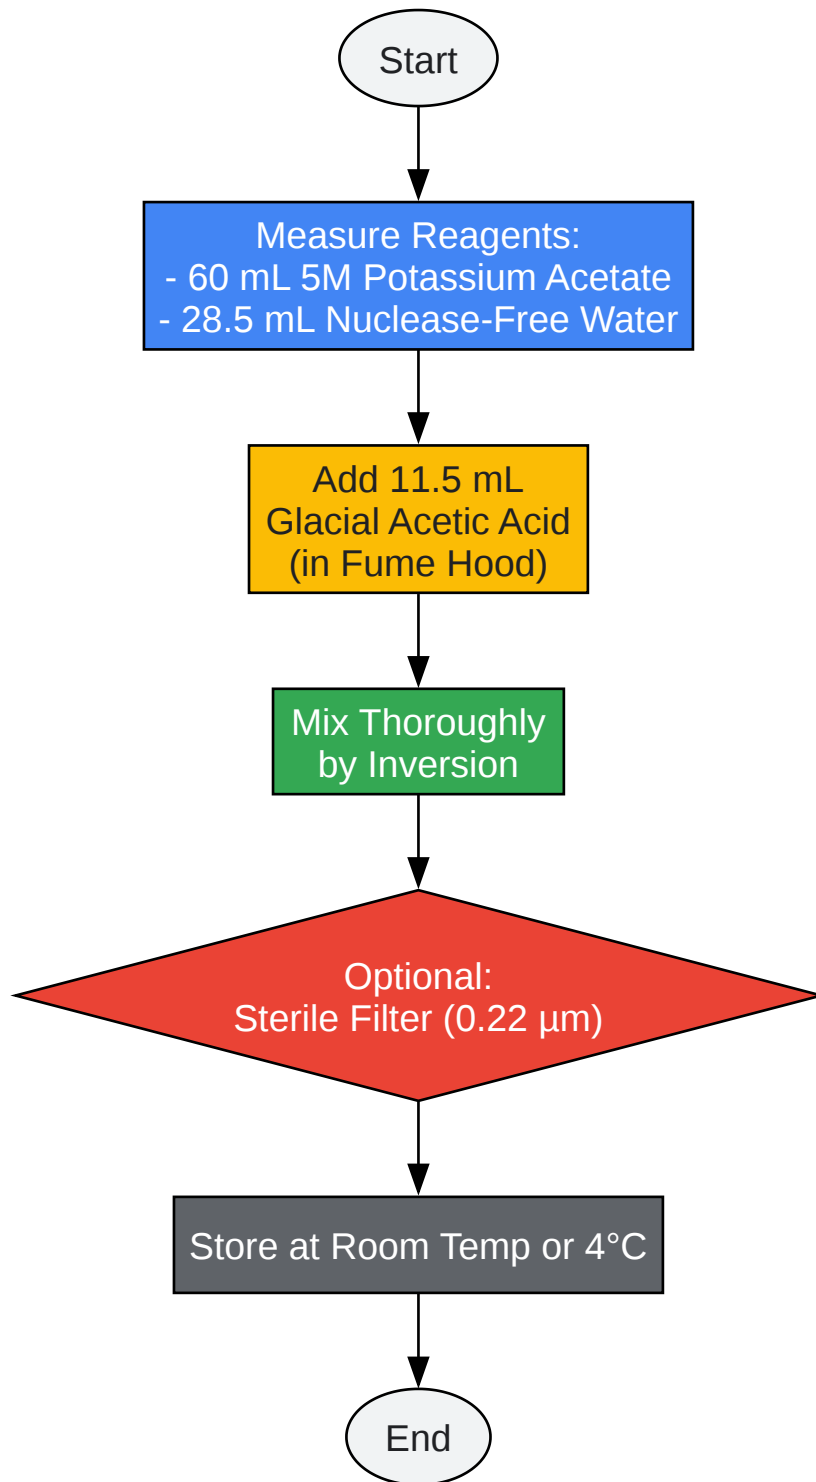 Start
Measure Reagents:
- 60 mL 5M Potassium Acetate
- 28.5 mL Nuclease-Free Water
Add 11.5 mL
Glacial Acetic Acid
(in Fume Hood)
Mix Thoroughly
by Inversion
Optional:
Sterile Filter (0.22 µm)
Store at Room Temp or 4°C
End